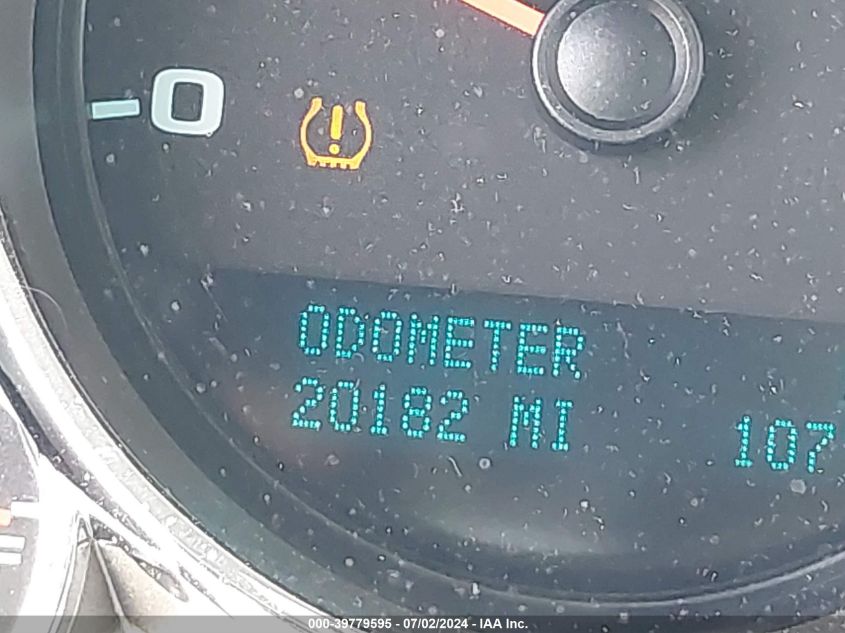 0
!
ODOMETER
20182 MI 107
000-39779595 - 07/02/2024 - IAA Inc.